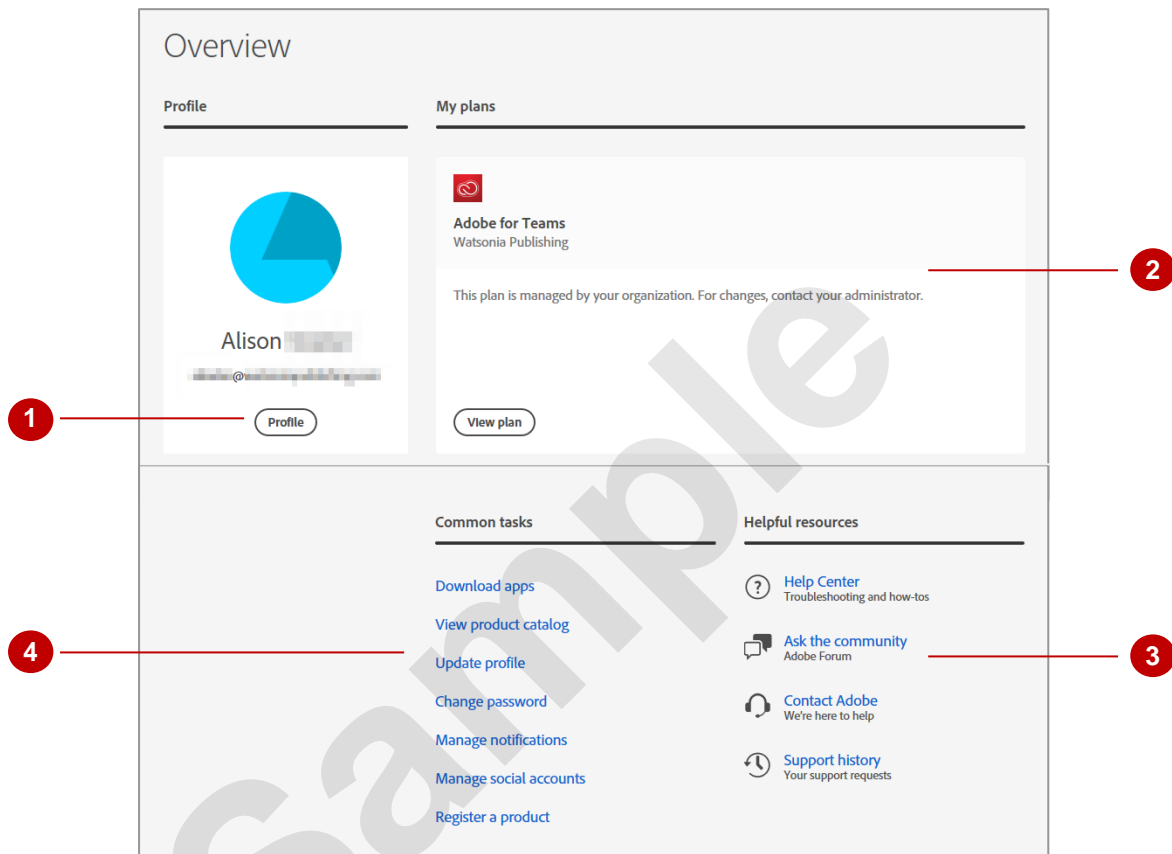 Overview
Profile
My plans
Adobe for Teams
Watsonia Publishing
This plan is managed by your organization. For changes, contact your administrator.
Alison
@
Profile
View plan
1
2
Common tasks
Helpful resources
Download apps
View product catalog
Update profile
Change password
Manage notifications
Manage social accounts
Register a product
Help Center
Troubleshooting and how-tos
Ask the community
Adobe Forum
Contact Adobe
We're here to help
Support history
Your support requests
4
3
Sample